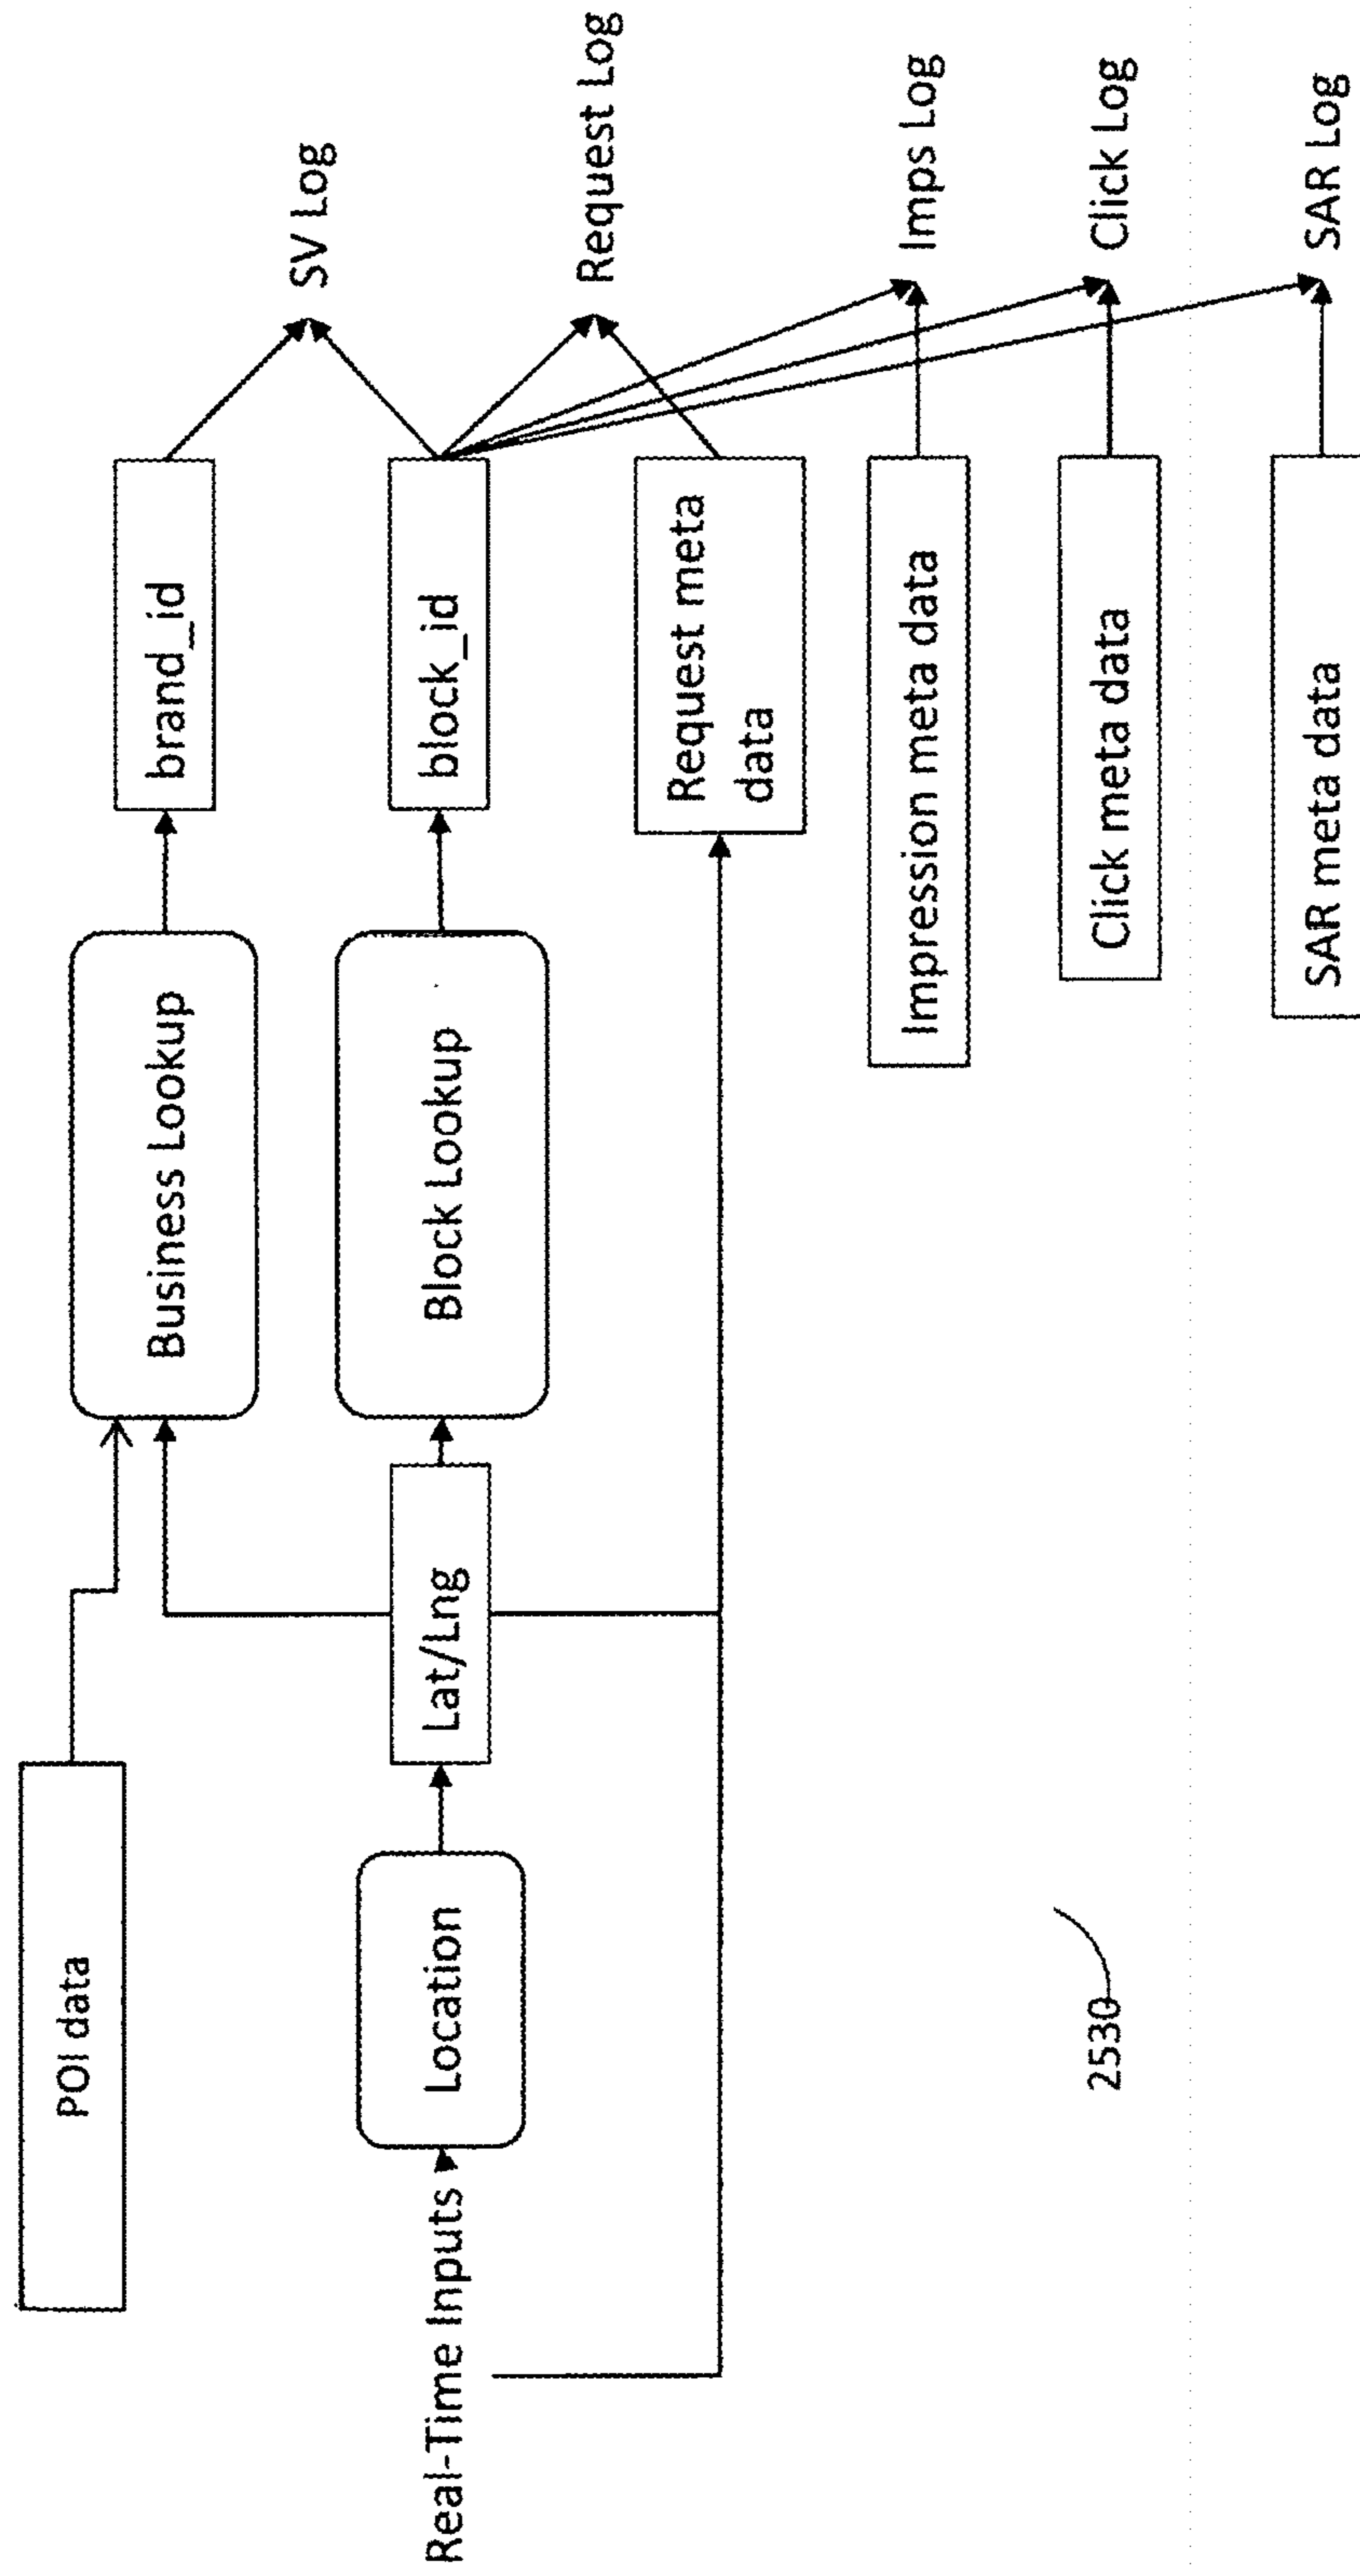 POI data
Real-Time Inputs
Location
Lat/Lng
Business Lookup
Block Lookup
brand_id
block_id
Request meta
data
Impression meta data
Click meta data
SAR meta data
SV Log
Request Log
Imps Log
Click Log
SAR Log
2530